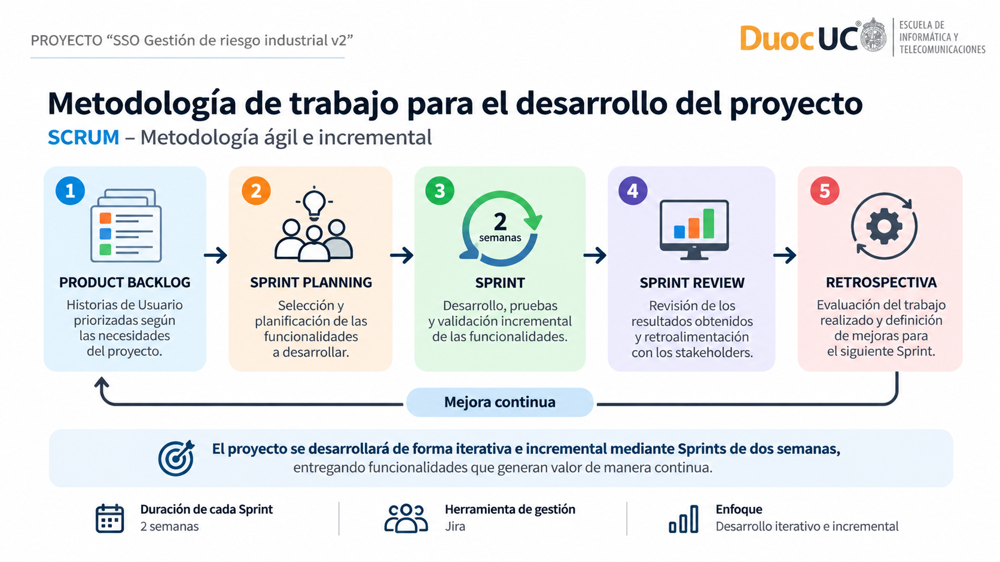 PROYECTO “SSO Gestión de riesgo industrial v2”
Duoc UC®
ESCUELA DE
INFORMÁTICA Y
TELECOMUNICACIONES
Metodología de trabajo para el desarrollo del proyecto
SCRUM – Metodología ágil e incremental
1
PRODUCT BACKLOG
Historias de Usuario
priorizadas según
las necesidades
del proyecto.
2
SPRINT PLANNING
Selección y
planificación de las
funcionalidades
a desarrollar.
3
2
semanas
SPRINT
Desarrollo, pruebas
y validación incremental
de las funcionalidades.
4
SPRINT REVIEW
Revisión de los
resultados obtenidos
y retroalimentación
con los stakeholders.
5
RETROSPECTIVA
Evaluación del trabajo
realizado y definición
de mejoras para
el siguiente Sprint.
Mejora continua
El proyecto se desarrollará de forma iterativa e incremental mediante Sprints de dos semanas,
entregando funcionalidades que generan valor de manera continua.
Duración de cada Sprint
2 semanas
Herramienta de gestión
Jira
Enfoque
Desarrollo iterativo e incremental